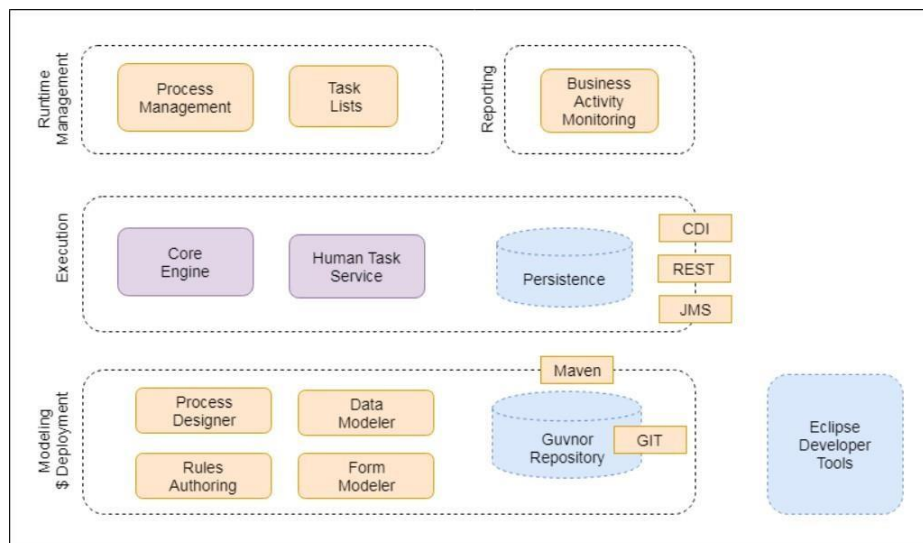 Runtime
Management
Process
Management
Task
Lists
Reporting
Business
Activity
Monitoring
Execution
Core
Engine
Human Task
Service
Persistence
CDI
REST
JMS
Modeling
$ Deployment
Process
Designer
Data
Modeler
Rules
Authoring
Form
Modeler
Maven
Guvnor
Repository
GIT
Eclipse
Developer
Tools